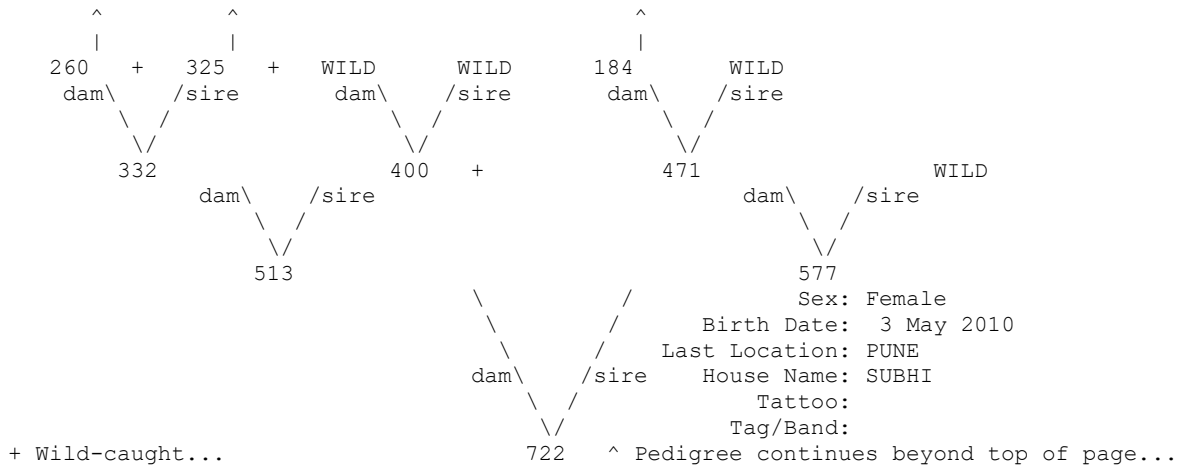 ^ ^ ^
| | |
260 + 325 + WILD WILD 184 WILD
dam\ /sire dam\ /sire dam\ /sire
\ / \ / \ /
\/ \/ \/
332 400 + 471 WILD
dam\ /sire dam\ /sire
\ / \ /
\/ \/
513 577
\ / Sex: Female
\ / Birth Date: 3 May 2010
\ / Last Location: PUNE
dam\ /sire House Name: SUBHI
\ / Tattoo:
\/ Tag/Band:
+ Wild-caught... 722 ^ Pedigree continues beyond top of page...